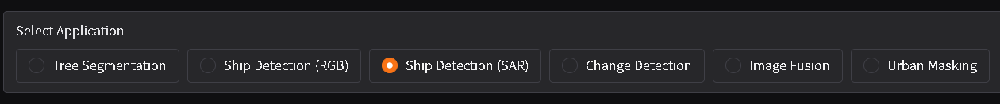 Select Application
Tree Segmentation Ship Detection (RGB) Ship Detection (SAR) Change Detection Image Fusion Urban Masking